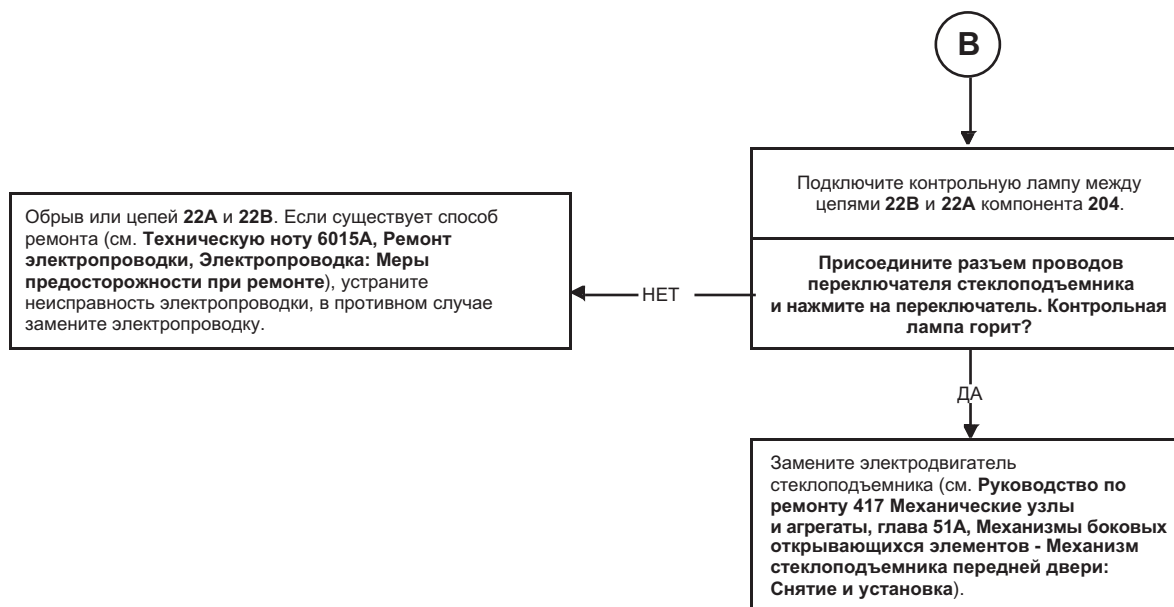 B
Подключите контрольную лампу между
цепями 22B и 22A компонента 204.
Присоедините разъем проводов
переключателя стеклоподъемника
и нажмите на переключатель. Контрольная
лампа горит?
НЕТ
Обрыв или цепей 22A и 22B. Если существует способ
ремонта (см. Техническую ноту 6015A, Ремонт
электропроводки, Электропроводка: Меры
предосторожности при ремонте), устраните
неисправность электропроводки, в противном случае
замените электропроводку.
ДА
Замените электродвигатель
стеклоподъемника (см. Руководство по
ремонту 417 Механические узлы
и агрегаты, глава 51A, Механизмы боковых
открывающихся элементов - Механизм
стеклоподъемника передней двери:
Снятие и установка).